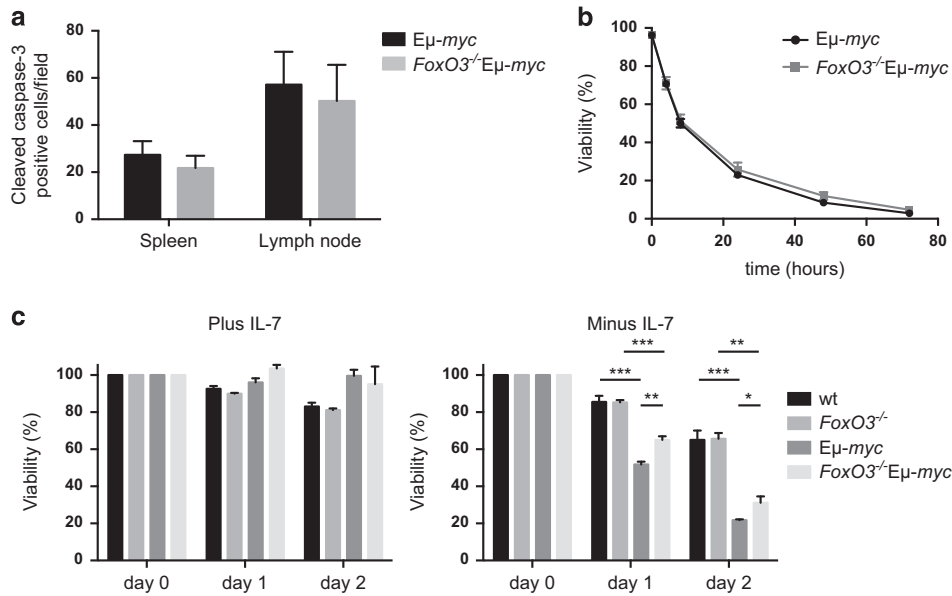 a
Cleaved caspase-3
positive cells/field
80
60
40
20
0
Spleen
Lymph node
Eμ-myc
FoxO3-/-Eμ-myc
b
Viability (%)
100
80
60
40
20
0
0
20
40
60
80
time (hours)
Eμ-myc
FoxO3-/-Eμ-myc
c
Plus IL-7
Viability (%)
100
80
60
40
20
0
day 0
day 1
day 2
Minus IL-7
Viability (%)
100
80
60
40
20
0
day 0
day 1
day 2
***
***
**
**
***
*
wt
FoxO3-/-
Eμ-myc
FoxO3-/-Eμ-myc